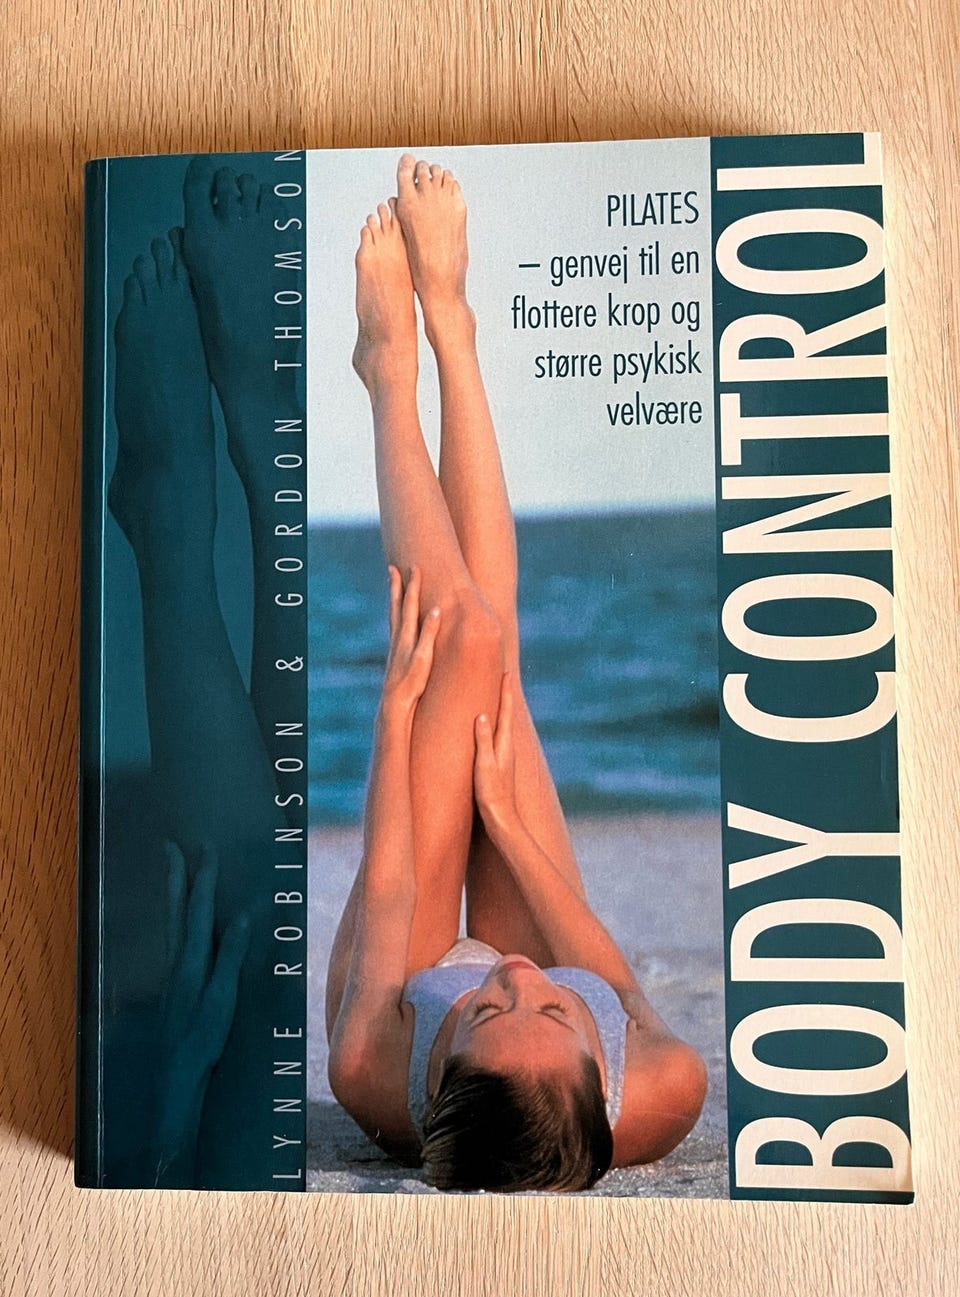 PILATES
– genvej til en
flottere krop og
større psykisk
velvære
LYNNE ROBINSON & GORDON THOMSON
BODY CONTROL